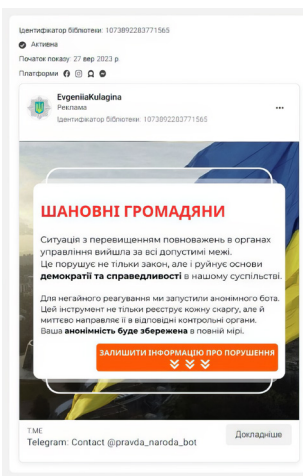 Ідентифікатор бібліотеки: 1073892283771565
Активна
Початок показу: 27 вер 2023 р.
Платформи
EvgeniiaKulagina
Реклама
Ідентифікатор бібліотеки: 1073892283771565
ШАНОВНІ ГРОМАДЯНИ
Ситуація з перевищенням повноважень в органах
управління вийшла за всі допустимі межі.
Це порушує не тільки закон, але і руйнує основи
демократії та справедливості в нашому суспільстві.
Для негайного реагування ми запустили анонімного бота.
Цей інструмент не тільки реєструє кожну скаргу, але й
миттєво направляє її в відповідні контрольні органи.
Ваша анонімність буде збережена в повній мірі.
ЗАЛИШИТИ ІНФОРМАЦІЮ ПРО ПОРУШЕННЯ
T.ME
Telegram: Contact @pravda_naroda_bot
Докладніше